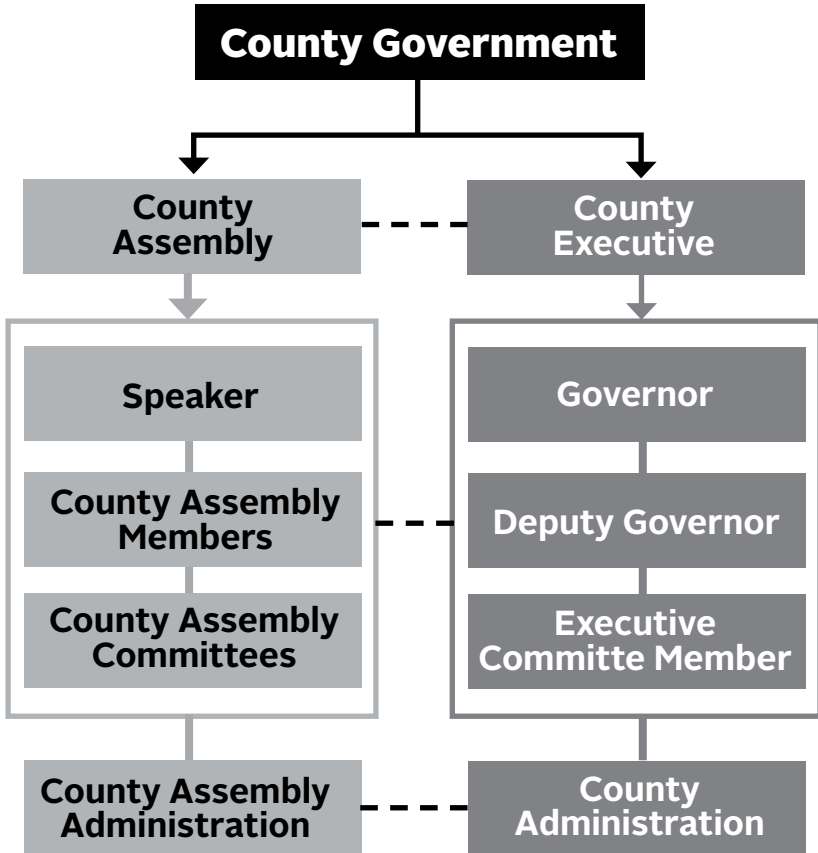 County Government
County
Assembly
County
Executive
Speaker
County Assembly
Members
County Assembly
Committees
Governor
Deputy Governor
Executive
Committe Member
County Assembly
Administration
County
Administration